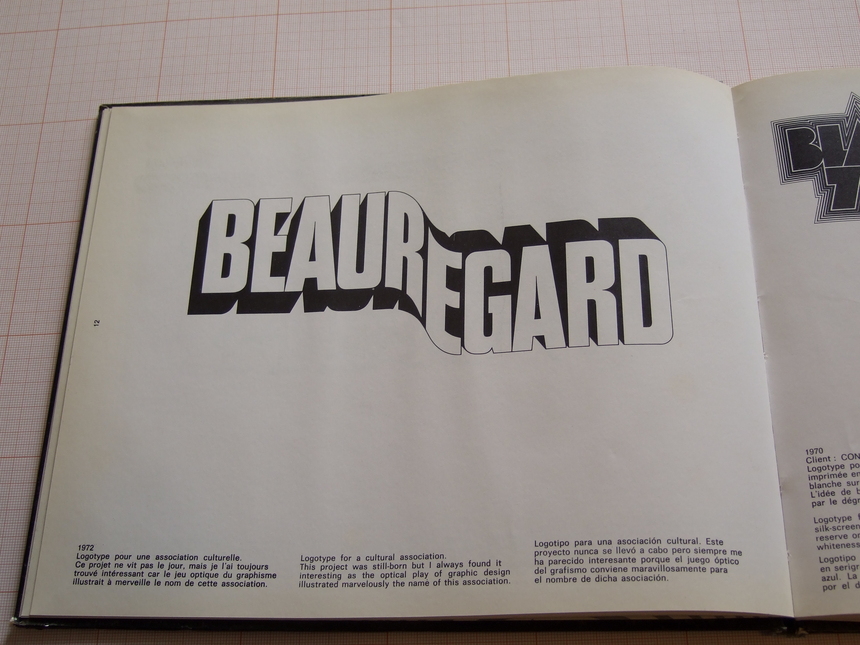 BEAUREGARD
12
1972
Logotype pour une association culturelle.
Ce projet ne vit pas le jour, mais je l'ai toujours
trouvé intéressant car le jeu optique du graphisme
illustrait à merveille le nom de cette association.
Logotype for a cultural association.
This project was still-born but I always found it
interesting as the optical play of graphic design
illustrated marvelously the name of this association.
Logotipo para una asociación cultural. Este
proyecto nunca se llevó a cabo pero siempre me
ha parecido interesante porque el juego óptico
del grafismo conviene maravillosamente para
el nombre de dicha asociación.
BLA
T
1970
Client : CON
Logotype po
imprimée en
blanche sur
L'idée de b
par le dégr
Logotype
silk-screen
reserve o
whiteness
Logotipo
en serigr
azul. La
por el d